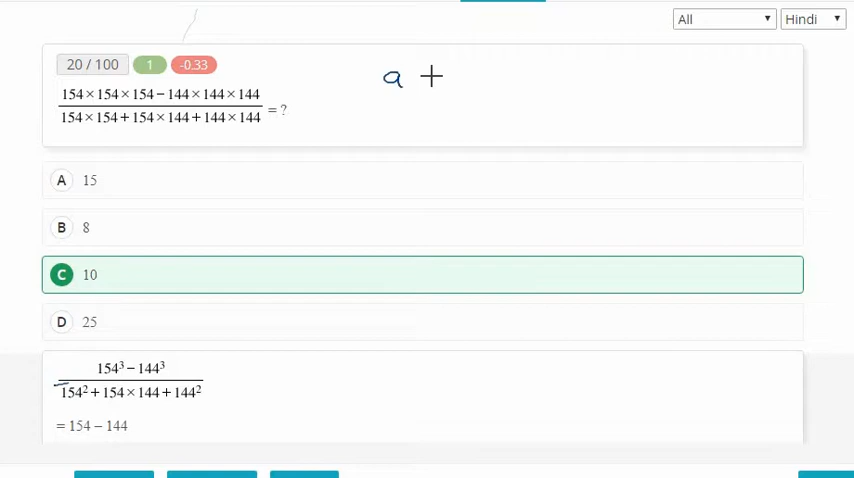 All Hindi
20 / 100 1 -0.33
a
154×154×154−144×144×144
154×154+154×144+144×144
= ?
A 15
B 8
C 10
D 25
154³ − 144³
154² + 154 × 144 + 144²
= 154 − 144